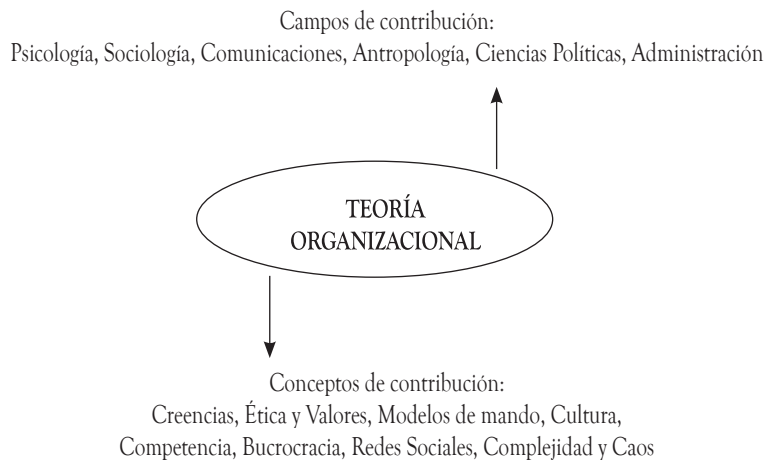 Campos de contribución:
Psicología, Sociología, Comunicaciones, Antropología, Ciencias Políticas, Administración
TEORÍA
ORGANIZACIONAL
Conceptos de contribución:
Creencias, Ética y Valores, Modelos de mando, Cultura,
Competencia, Bucrocracia, Redes Sociales, Complejidad y Caos